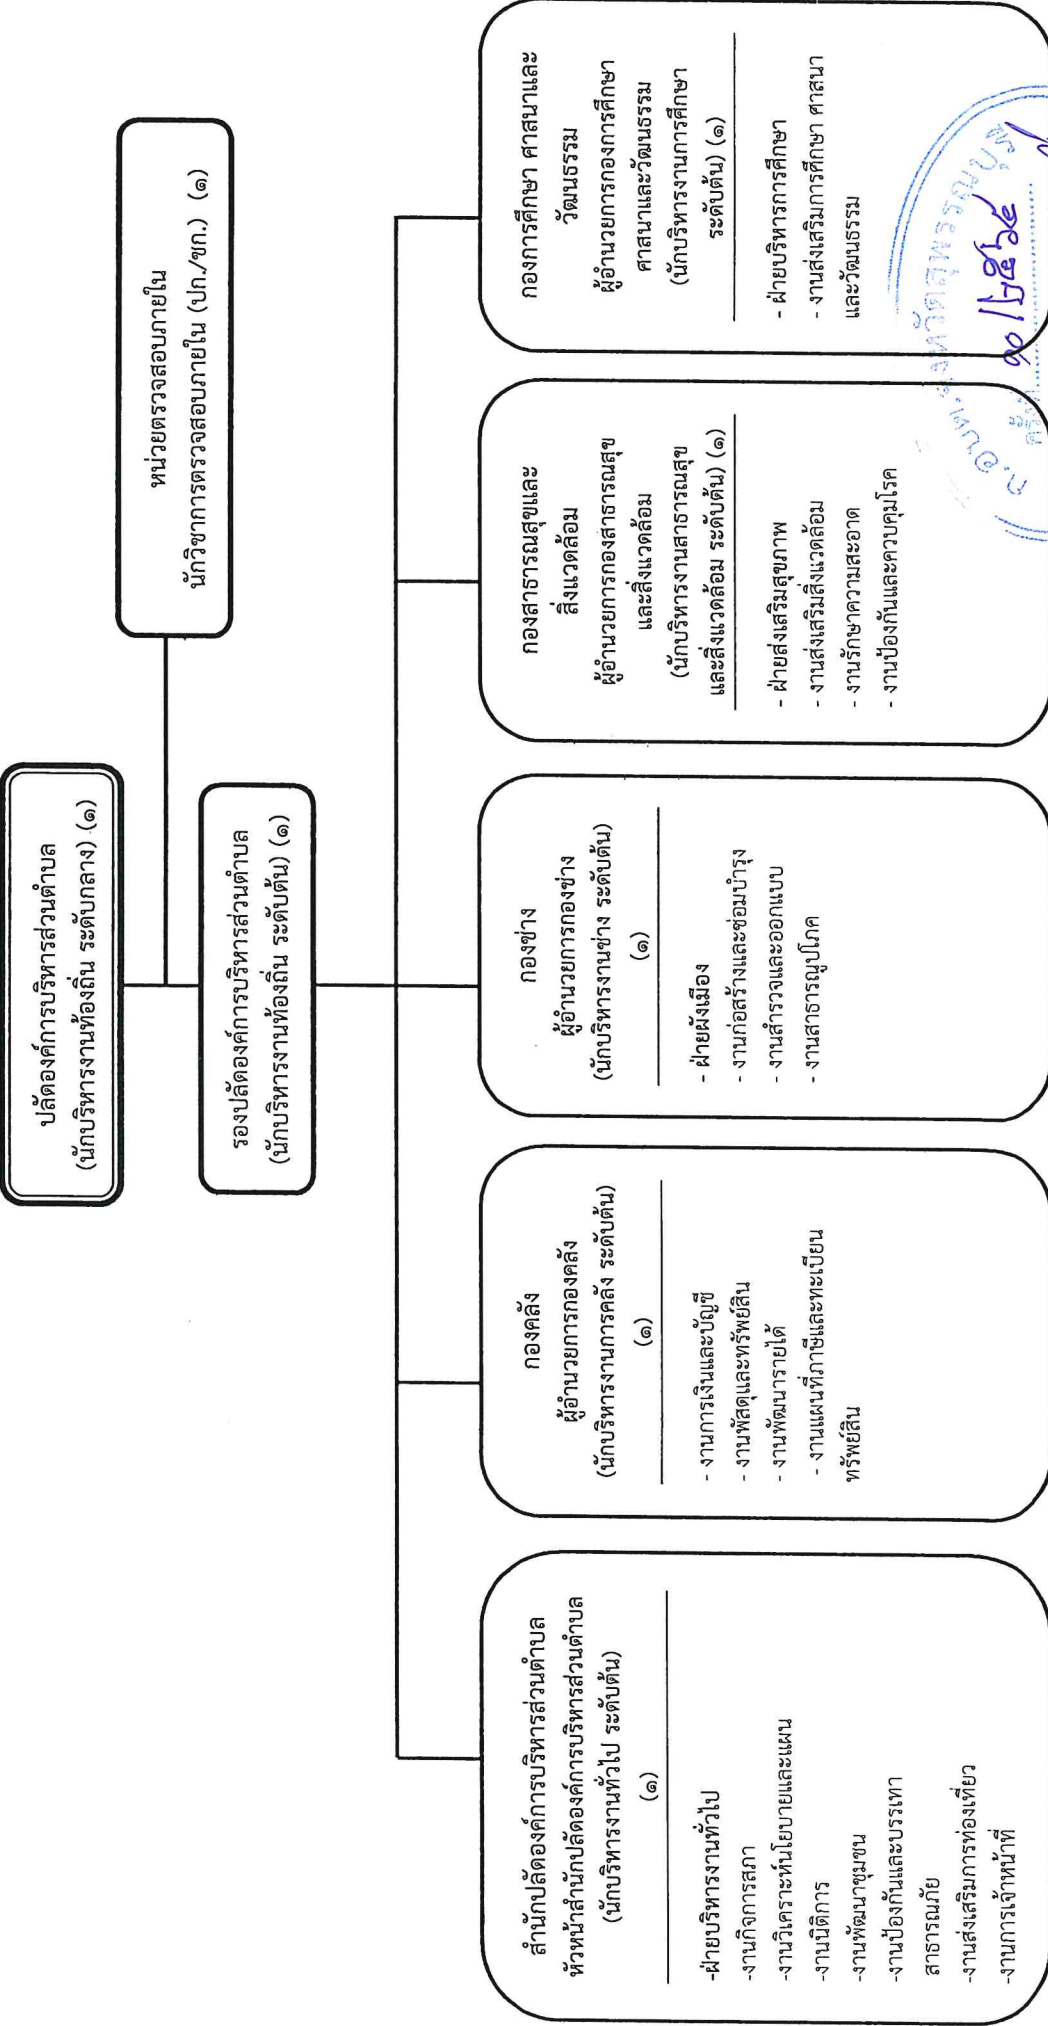 ปลัดองค์การบริหารส่วนตำบล
(นักบริหารงานท้องถิ่น ระดับกลาง) (๑)
หน่วยตรวจสอบภายใน
นักวิชาการตรวจสอบภายใน (ปก./ชก.) (๑)
รองปลัดองค์การบริหารส่วนตำบล
(นักบริหารงานท้องถิ่น ระดับต้น) (๑)
สำนักปลัดองค์การบริหารส่วนตำบล
หัวหน้าสำนักปลัดองค์การบริหารส่วนตำบล
(นักบริหารงานทั่วไป ระดับต้น)
(๑)
-ฝ่ายบริหารงานทั่วไป
-งานกิจการสภา
-งานวิเคราะห์นโยบายและแผน
-งานนิติการ
-งานพัฒนาชุมชน
-งานป้องกันและบรรเทา
สาธารณภัย
-งานส่งเสริมการท่องเที่ยว
-งานการเจ้าหน้าที่
กองคลัง
ผู้อำนวยการกองคลัง
(นักบริหารงานการคลัง ระดับต้น)
(๑)
- งานการเงินและบัญชี
- งานพัสดุและทรัพย์สิน
- งานพัฒนารายได้
- งานแผนที่ภาษีและทะเบียน
ทรัพย์สิน
กองช่าง
ผู้อำนวยการกองช่าง
(นักบริหารงานช่าง ระดับต้น)
(๑)
- ฝ่ายผังเมือง
- งานก่อสร้างและซ่อมบำรุง
- งานสำรวจและออกแบบ
- งานสาธารณูปโภค
กองสาธารณสุขและ
สิ่งแวดล้อม
ผู้อำนวยการกองสาธารณสุข
และสิ่งแวดล้อม
(นักบริหารงานสาธารณสุข
และสิ่งแวดล้อม ระดับต้น) (๑)
- ฝ่ายส่งเสริมสุขภาพ
- งานส่งเสริมสิ่งแวดล้อม
- งานรักษาความสะอาด
- งานป้องกันและควบคุมโรค
กองการศึกษา ศาสนาและ
วัฒนธรรม
ผู้อำนวยการกองการศึกษา
ศาสนาและวัฒนธรรม
(นักบริหารงานการศึกษา
ระดับต้น) (๑)
- ฝ่ายบริหารการศึกษา
- งานส่งเสริมการศึกษา ศาสนา
และวัฒนธรรม
ก.อบต.จังหวัดสุพรรณบุรี
ครั้งที่ ๑๐/๒๕๖๔